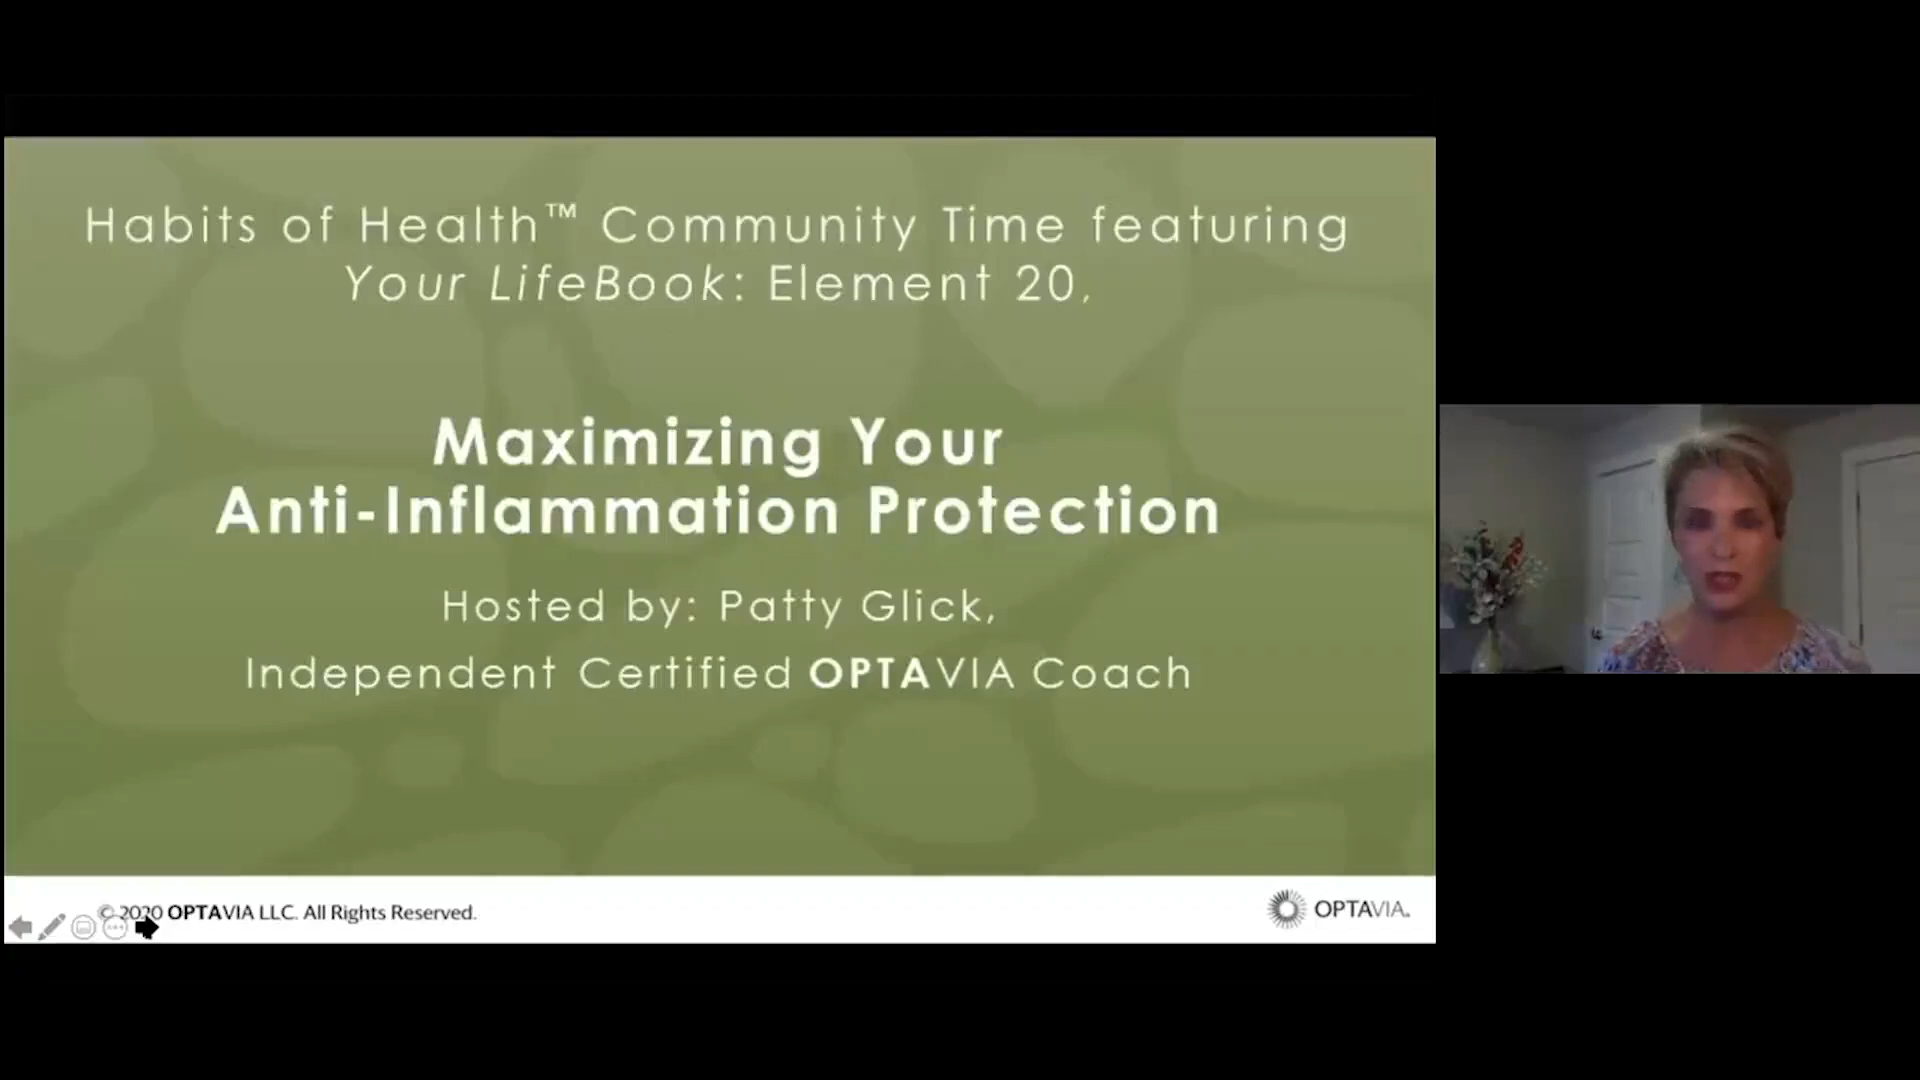 Habits of Health™ Community Time featuring
Your LifeBook: Element 20,
Maximizing Your
Anti-Inflammation Protection
Hosted by: Patty Glick,
Independent Certified OPTAVIA Coach
© 2020 OPTAVIA LLC. All Rights Reserved.
OPTAVIA.